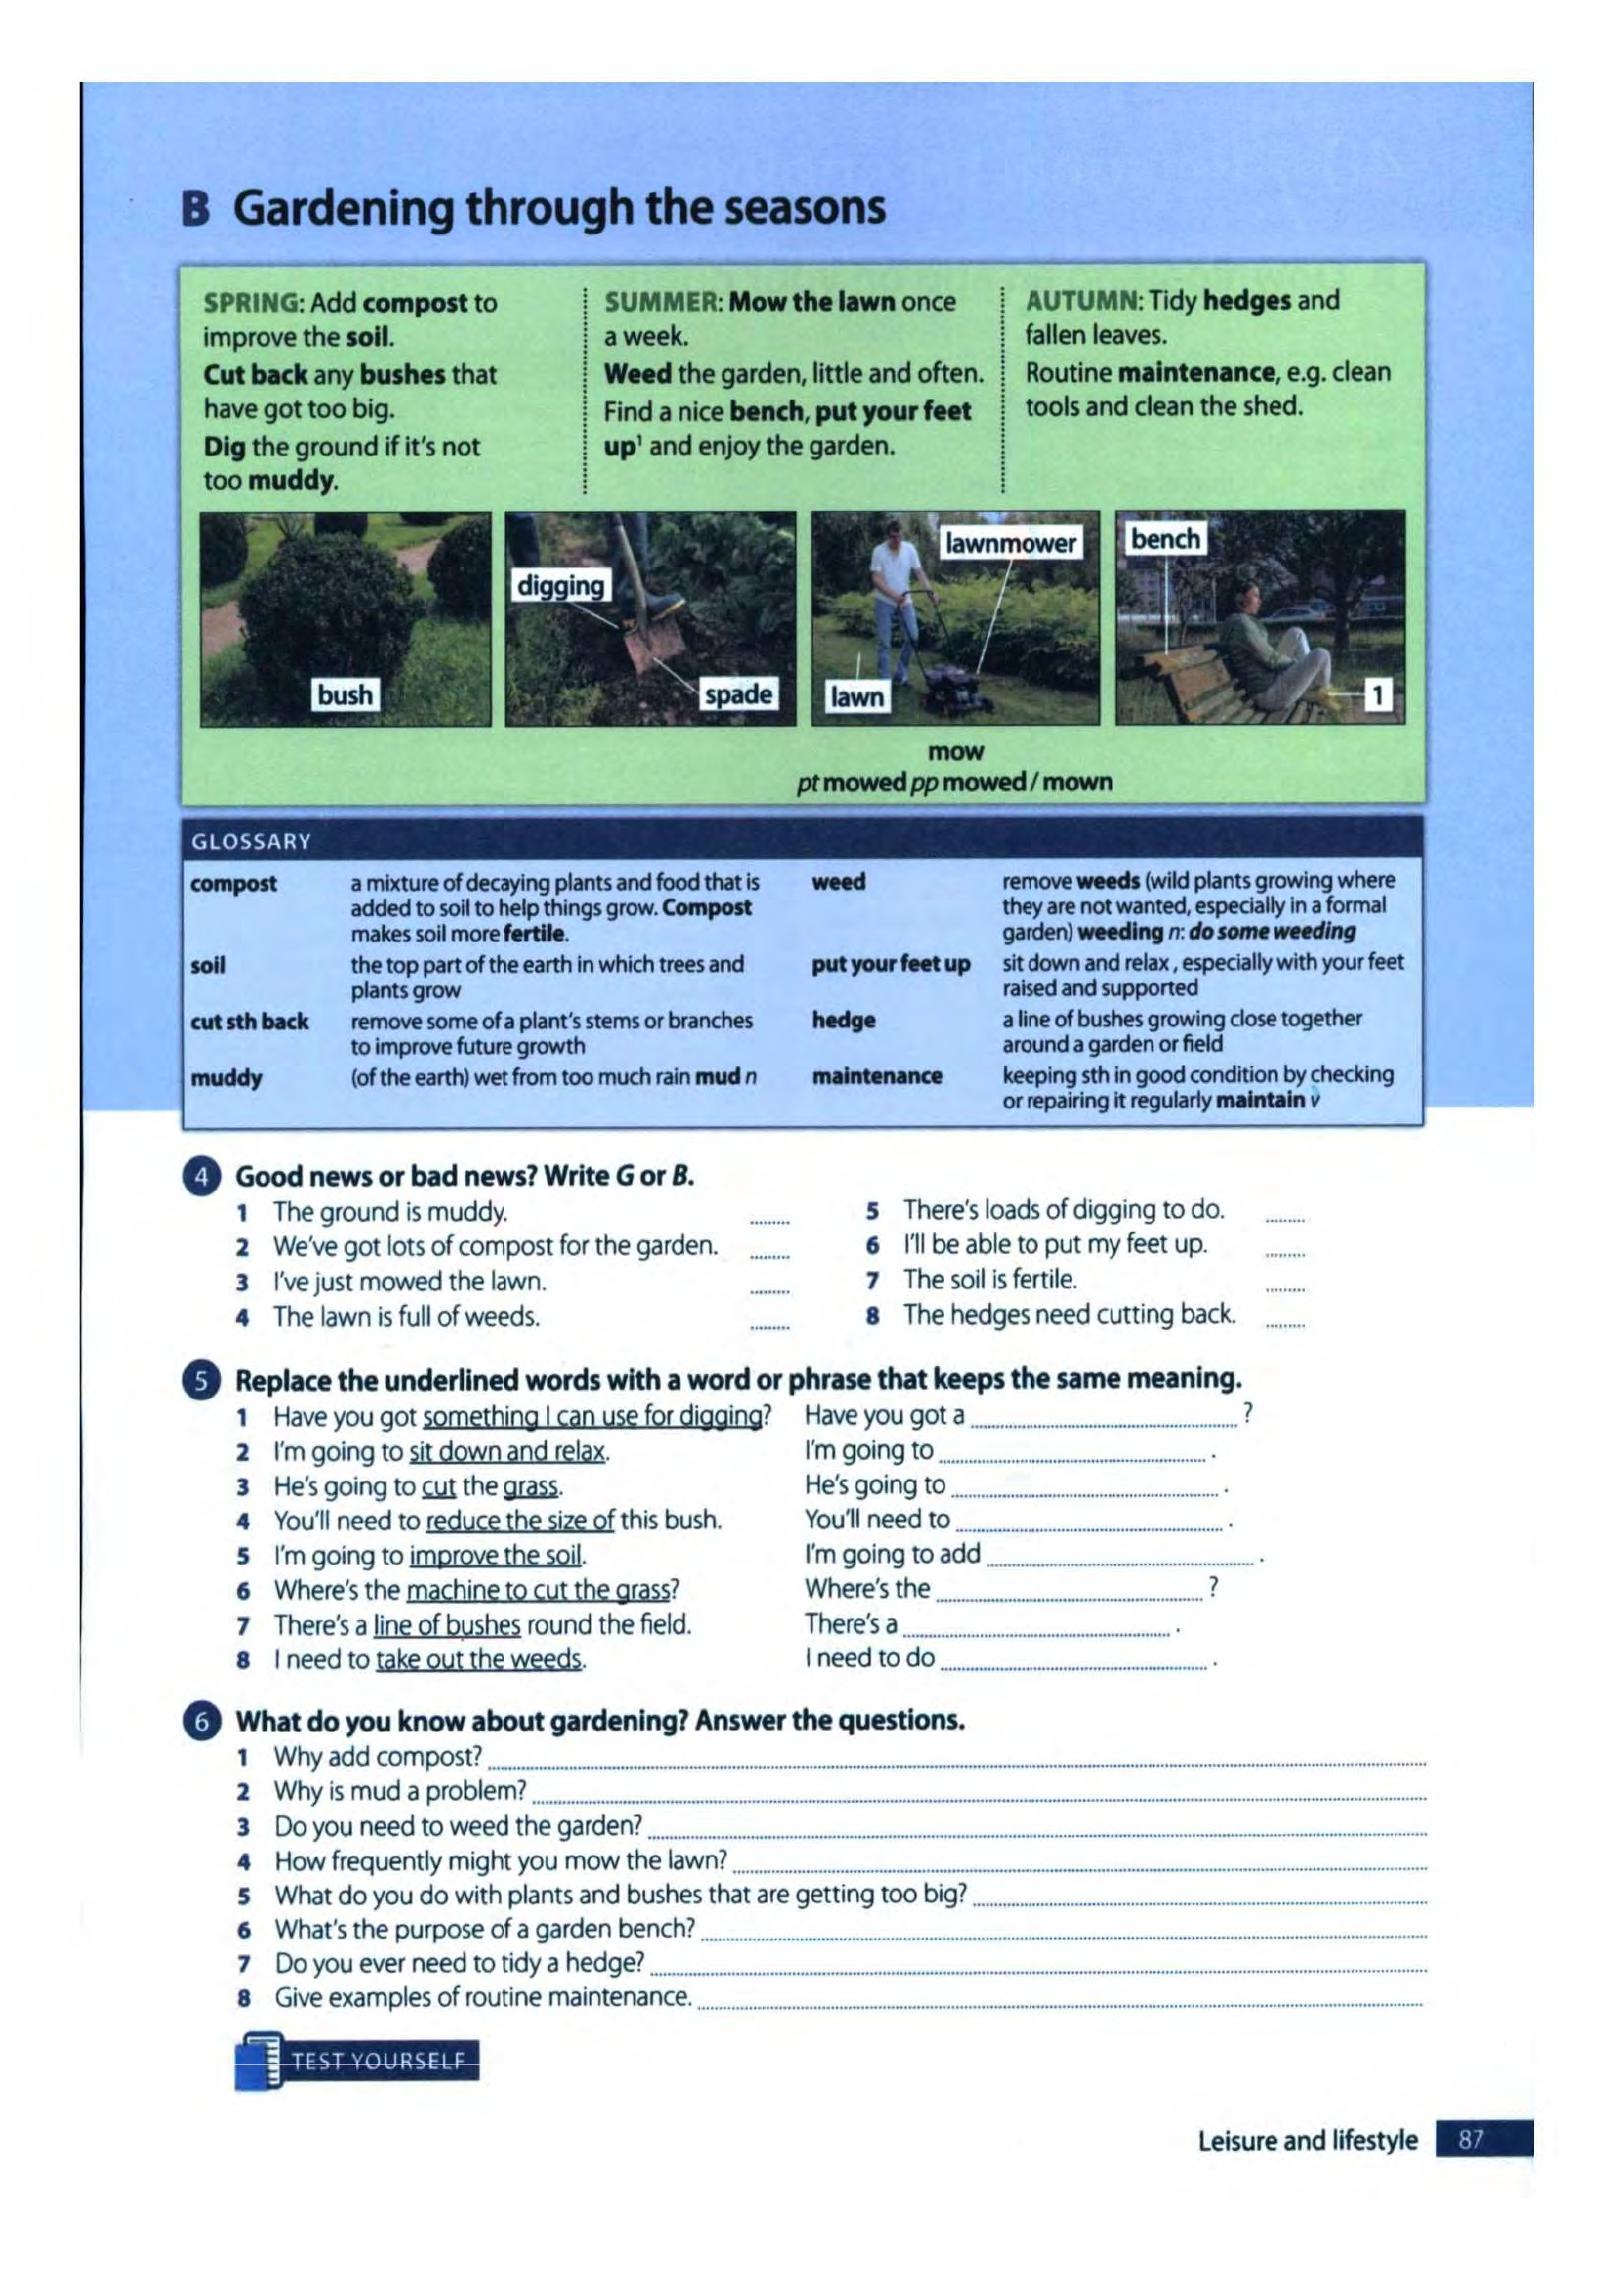 B Gardening through the seasons
SPRING: Add compost to
improve the soil.
Cut back any bushes that
have got too big.
Dig the ground if it's not
too muddy.
SUMMER: Mow the lawn once
a week.
Weed the garden, little and often.
Find a nice bench, put your feet
up¹ and enjoy the garden.
AUTUMN: Tidy hedges and
fallen leaves.
Routine maintenance, e.g. clean
tools and clean the shed.
bush
digging
spade
lawnmower
lawn
bench
1
mow
pt mowed pp mowed / mown
GLOSSARY
compost a mixture of decaying plants and food that is
added to soil to help things grow. Compost
makes soil more fertile.
soil the top part of the earth in which trees and
plants grow
cut sth back remove some of a plant's stems or branches
to improve future growth
muddy (of the earth) wet from too much rain mud n
weed remove weeds (wild plants growing where
they are not wanted, especially in a formal
garden) weeding n: do some weeding
put your feet up sit down and relax, especially with your feet
raised and supported
hedge a line of bushes growing close together
around a garden or field
maintenance keeping sth in good condition by checking
or repairing it regularly maintain v
4 Good news or bad news? Write G or B.
1 The ground is muddy. ........
2 We've got lots of compost for the garden. ........
3 I've just mowed the lawn. ........
4 The lawn is full of weeds. ........
5 There's loads of digging to do. ........
6 I'll be able to put my feet up. ........
7 The soil is fertile. ........
8 The hedges need cutting back. ........
5 Replace the underlined words with a word or phrase that keeps the same meaning.
1 Have you got something I can use for digging? Have you got a ........ ?
2 I'm going to sit down and relax. I'm going to ........ .
3 He's going to cut the grass. He's going to ........ .
4 You'll need to reduce the size of this bush. You'll need to ........ .
5 I'm going to improve the soil. I'm going to add ........ .
6 Where's the machine to cut the grass? Where's the ........ ?
7 There's a line of bushes round the field. There's a ........ .
8 I need to take out the weeds. I need to do ........ .
6 What do you know about gardening? Answer the questions.
1 Why add compost? ........
2 Why is mud a problem? ........
3 Do you need to weed the garden? ........
4 How frequently might you mow the lawn? ........
5 What do you do with plants and bushes that are getting too big? ........
6 What's the purpose of a garden bench? ........
7 Do you ever need to tidy a hedge? ........
8 Give examples of routine maintenance. ........
TEST YOURSELF
Leisure and lifestyle 87